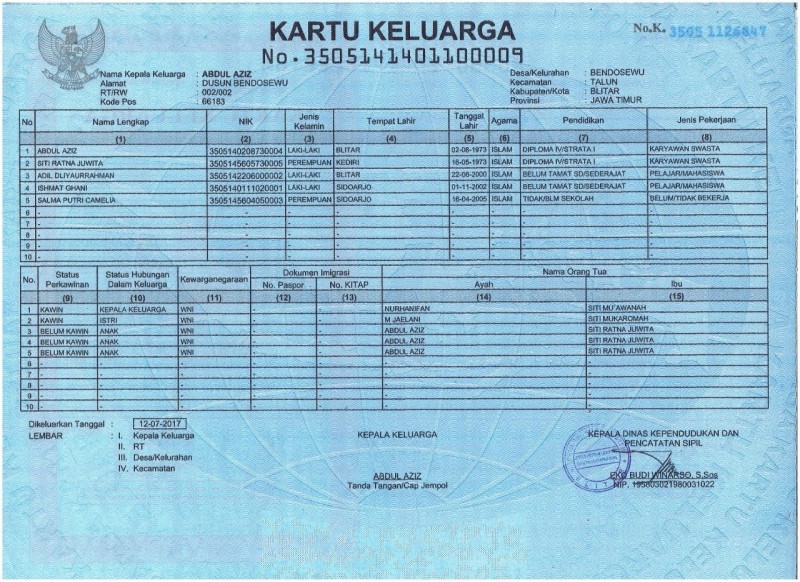 KARTU KELUARGA
No. 3505141401100009
No.K. 3505 1126847
Nama Kepala Keluarga : ABDUL AZIZ
Alamat : DUSUN BENDOSEWU
RT/RW : 002/002
Kode Pos : 66183
Desa/Kelurahan : BENDOSEWU
Kecamatan : TALUN
Kabupaten/Kota : BLITAR
Provinsi : JAWA TIMUR
No Nama Lengkap NIK Jenis Kelamin Tempat Lahir Tanggal Lahir Agama Pendidikan Jenis Pekerjaan
(1) (2) (3) (4) (5) (6) (7) (8)
1 ABDUL AZIZ 3505140208730004 LAKI-LAKI BLITAR 02-08-1973 ISLAM DIPLOMA IV/STRATA I KARYAWAN SWASTA
2 SITI RATNA JUWITA 3505145605730005 PEREMPUAN KEDIRI 16-05-1973 ISLAM DIPLOMA IV/STRATA I KARYAWAN SWASTA
3 ADIL DLIYAURRAHMAN 3505142206000002 LAKI-LAKI BLITAR 22-06-2000 ISLAM BELUM TAMAT SD/SEDERAJAT PELAJAR/MAHASISWA
4 ISHMAT GHANI 3505140111020001 LAKI-LAKI SIDOARJO 01-11-2002 ISLAM BELUM TAMAT SD/SEDERAJAT PELAJAR/MAHASISWA
5 SALMA PUTRI CAMELIA 3505145604050003 PEREMPUAN SIDOARJO 16-04-2005 ISLAM TIDAK/BLM SEKOLAH BELUM/TIDAK BEKERJA
6 - - - - - - - -
7 - - - - - - - -
8 - - - - - - - -
9 - - - - - - - -
10 - - - - - - - -
No. Status Perkawinan Status Hubungan Dalam Keluarga Kewarganegaraan Dokumen Imigrasi Nama Orang Tua
No. Paspor No. KITAP Ayah Ibu
(9) (10) (11) (12) (13) (14) (15)
1 KAWIN KEPALA KELUARGA WNI - - NURHANIFAN SITI MU'AWANAH
2 KAWIN ISTRI WNI - - M JAELANI SITI MUKAROMAH
3 BELUM KAWIN ANAK WNI - - ABDUL AZIZ SITI RATNA JUWITA
4 BELUM KAWIN ANAK WNI - - ABDUL AZIZ SITI RATNA JUWITA
5 BELUM KAWIN ANAK WNI - - ABDUL AZIZ SITI RATNA JUWITA
6 - - - - - - -
7 - - - - - - -
8 - - - - - - -
9 - - - - - - -
10 - - - - - - -
Dikeluarkan Tanggal : 12-07-2017
LEMBAR : I. Kepala Keluarga
II. RT
III. Desa/Kelurahan
IV. Kecamatan
KEPALA KELUARGA
ABDUL AZIZ
Tanda Tangan/Cap Jempol
KEPALA DINAS KEPENDUDUKAN DAN
PENCATATAN SIPIL
EKO BUDI WINARSO, S.Sos
NIP. 195803021980031022